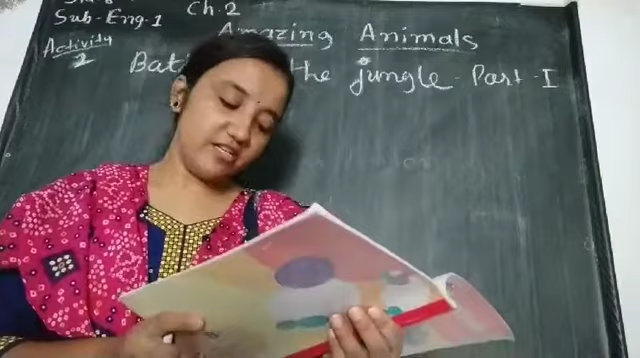 Sub-Eng-1
Ch.2
Amazing Animals
Activity
2
the jungle - Part - I